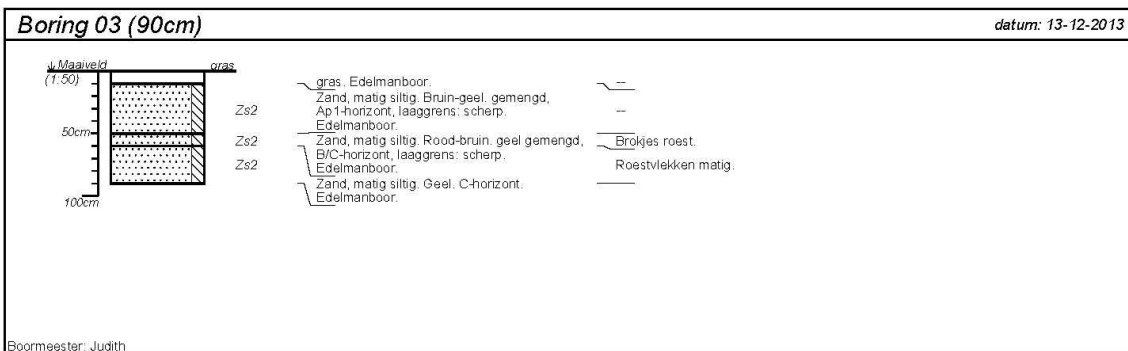 Boring 03 (90cm)
datum: 13-12-2013
↓ Maaiveld
gras
(1:50)
gras. Edelmanboor.
--
Zand, matig siltig. Bruin-geel. gemengd,
Zs2
Ap1-horizont, laaggrens: scherp.
--
Edelmanboor.
50cm
Zs2
Zand, matig siltig. Rood-bruin. geel gemengd,
Brokjes roest.
B/C-horizont, laaggrens: scherp.
Zs2
Edelmanboor.
Roestvlekken matig.
Zand, matig siltig. Geel. C-horizont.
Edelmanboor.
100cm
Boormeester: Judith